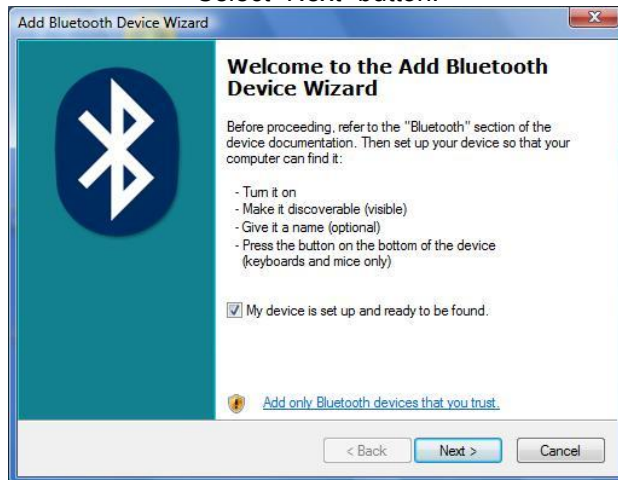 Select "Next" button.
Add Bluetooth Device Wizard
Welcome to the Add Bluetooth
Device Wizard
Before proceeding, refer to the "Bluetooth" section of the
device documentation. Then set up your device so that your
computer can find it:
- Turn it on
- Make it discoverable (visible)
- Give it a name (optional)
- Press the button on the bottom of the device
(keyboards and mice only)
My device is set up and ready to be found.
Add only Bluetooth devices that you trust.
< Back Next > Cancel